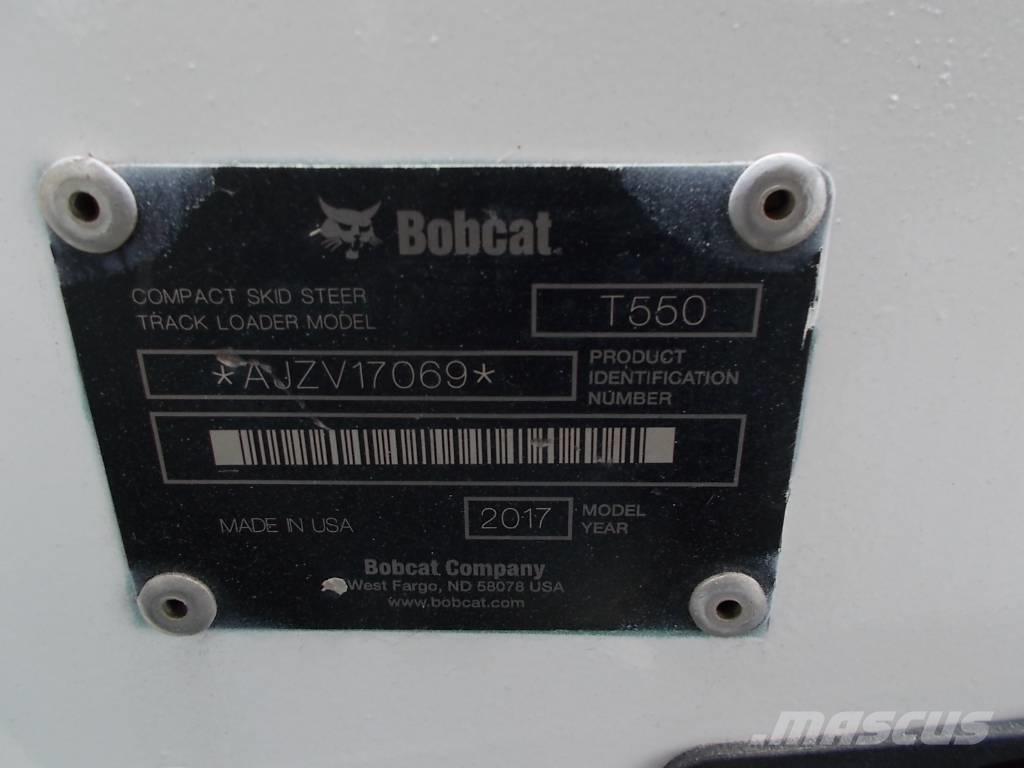 Bobcat
COMPACT SKID STEER
TRACK LOADER MODEL
T550
*AJZV17069*
PRODUCT
IDENTIFICATION
NUMBER
MADE IN USA
2017
MODEL
YEAR
Bobcat Company
West Fargo, ND 58078 USA
www.bobcat.com
MASCUS